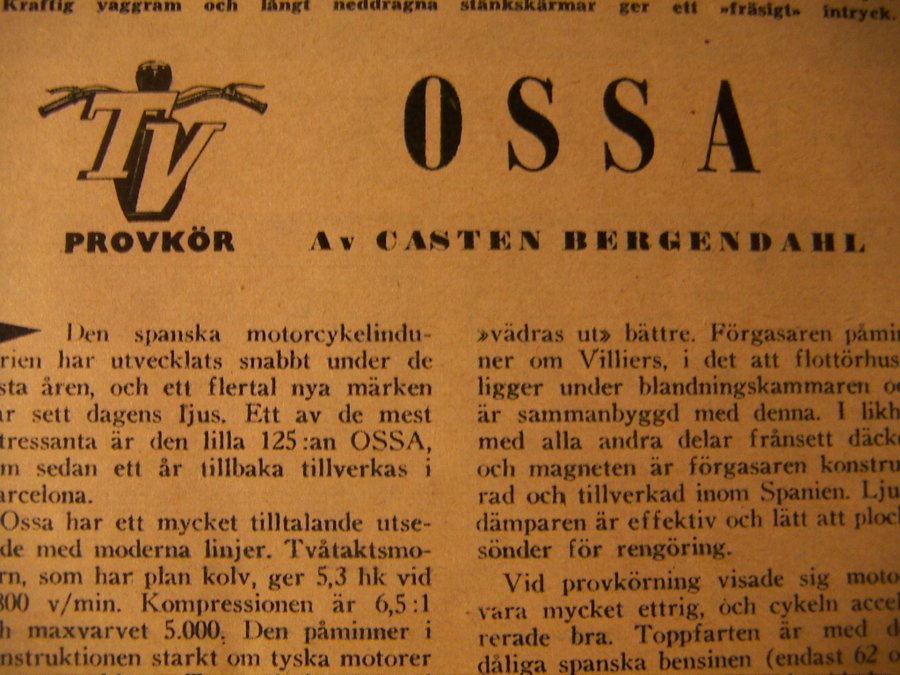 Kraftig vaggram och långt neddragna stänkskärmar ger ett »fräsigt» intryck.
TV
PROVKÖR
OSSA
Av CASTEN BERGENDAHL
Den spanska motorcykelindu-
rien har utvecklats snabbt under de
sta åren, och ett flertal nya märken
ar sett dagens ljus. Ett av de mest
tressanta är den lilla 125:an OSSA,
m sedan ett år tillbaka tillverkas i
arcelona.
Ossa har ett mycket tilltalande utse-
de med moderna linjer. Tvåtaktsmo-
rn, som har plan kolv, ger 5,3 hk vid
800 v/min. Kompressionen är 6,5:1
h maxvarvet 5.000. Den påminner i
nstruktionen starkt om tyska motorer
»vädras ut» bättre. Förgasaren påmi
ner om Villiers, i det att flottörhus
ligger under blandningskammaren o
är sammanbyggd med denna. I likh
med alla andra delar frånsett däck
och magneten är förgasaren konstru
rad och tillverkad inom Spanien. Lju
dämparen är effektiv och lätt att ploc
sönder för rengöring.
Vid provkörning visade sig moto
vara mycket ettrig, och cykeln accel
rerade bra. Toppfarten är med d
dåliga spanska bensinen (endast 62 o